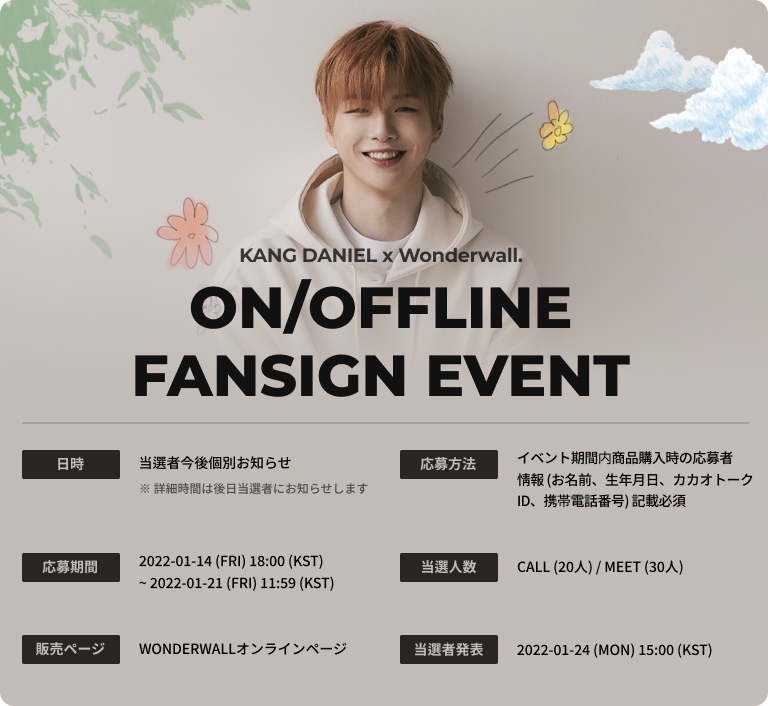 KANG DANIEL x Wonderwall.
ON/OFFLINE
FANSIGN EVENT
日時
当選者今後個別お知らせ
※ 詳細時間は後日当選者にお知らせします
応募方法
イベント期間内商品購入時の応募者
情報 (お名前、生年月日、カカオトーク
ID、携帯電話番号) 記載必須
応募期間
2022-01-14 (FRI) 18:00 (KST)
~ 2022-01-21 (FRI) 11:59 (KST)
当選人数
CALL (20人) / MEET (30人)
販売ページ
WONDERWALLオンラインページ
当選者発表
2022-01-24 (MON) 15:00 (KST)